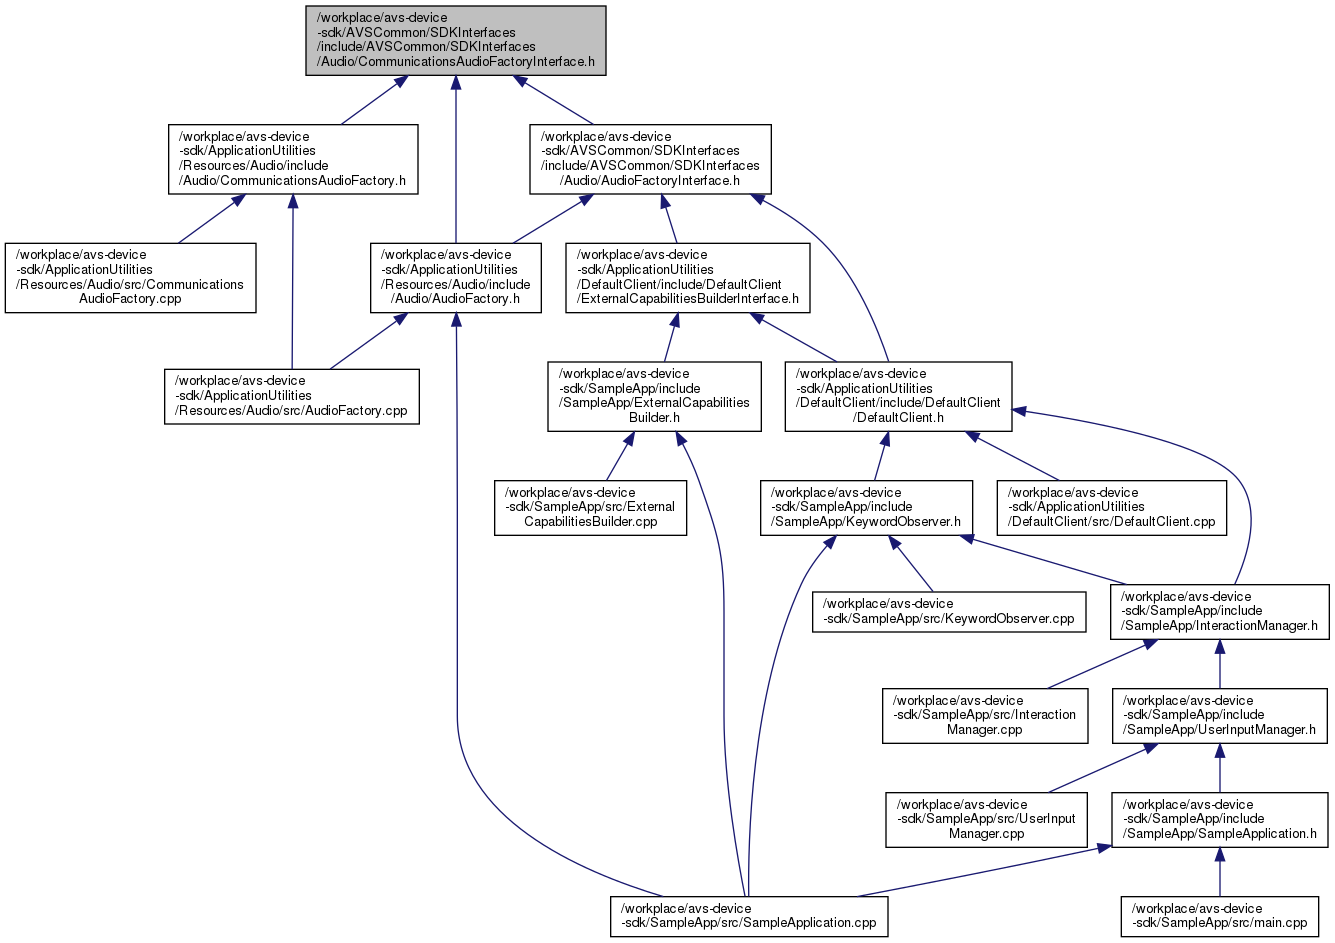 /workplace/avs-device
-sdk/AVSCommon/SDKInterfaces
/include/AVSCommon/SDKInterfaces
/Audio/CommunicationsAudioFactoryInterface.h
/workplace/avs-device
-sdk/ApplicationUtilities
/Resources/Audio/include
/Audio/CommunicationsAudioFactory.h
/workplace/avs-device
-sdk/AVSCommon/SDKInterfaces
/include/AVSCommon/SDKInterfaces
/Audio/AudioFactoryInterface.h
/workplace/avs-device
-sdk/ApplicationUtilities
/Resources/Audio/src/Communications
AudioFactory.cpp
/workplace/avs-device
-sdk/ApplicationUtilities
/Resources/Audio/include
/Audio/AudioFactory.h
/workplace/avs-device
-sdk/ApplicationUtilities
/DefaultClient/include/DefaultClient
/ExternalCapabilitiesBuilderInterface.h
/workplace/avs-device
-sdk/ApplicationUtilities
/Resources/Audio/src/AudioFactory.cpp
/workplace/avs-device
-sdk/SampleApp/include
/SampleApp/ExternalCapabilities
Builder.h
/workplace/avs-device
-sdk/ApplicationUtilities
/DefaultClient/include/DefaultClient
/DefaultClient.h
/workplace/avs-device
-sdk/SampleApp/src/External
CapabilitiesBuilder.cpp
/workplace/avs-device
-sdk/SampleApp/include
/SampleApp/KeywordObserver.h
/workplace/avs-device
-sdk/ApplicationUtilities
/DefaultClient/src/DefaultClient.cpp
/workplace/avs-device
-sdk/SampleApp/src/KeywordObserver.cpp
/workplace/avs-device
-sdk/SampleApp/include
/SampleApp/InteractionManager.h
/workplace/avs-device
-sdk/SampleApp/src/Interaction
Manager.cpp
/workplace/avs-device
-sdk/SampleApp/include
/SampleApp/UserInputManager.h
/workplace/avs-device
-sdk/SampleApp/src/UserInput
Manager.cpp
/workplace/avs-device
-sdk/SampleApp/include
/SampleApp/SampleApplication.h
/workplace/avs-device
-sdk/SampleApp/src/SampleApplication.cpp
/workplace/avs-device
-sdk/SampleApp/src/main.cpp